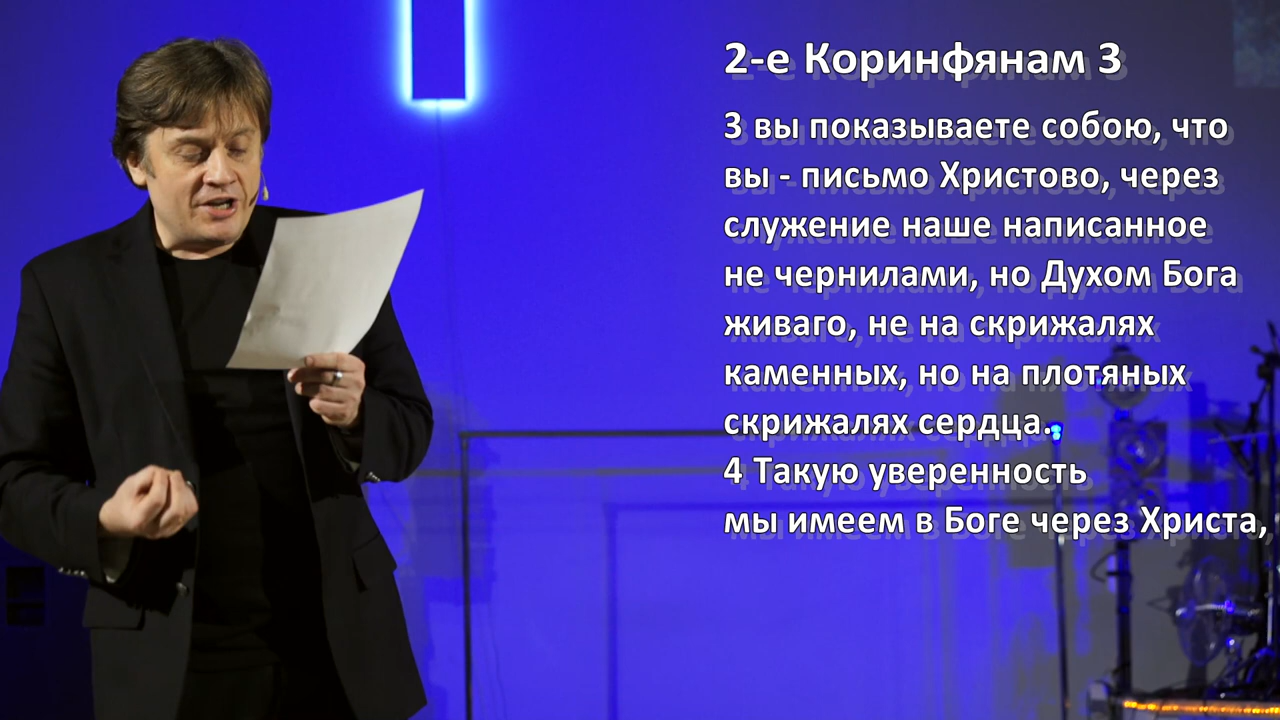 2-е Коринфянам 3
3 вы показываете собою, что
вы - письмо Христово, через
служение наше написанное
не чернилами, но Духом Бога
живаго, не на скрижалях
каменных, но на плотяных
скрижалях сердца.
4 Такую уверенность
мы имеем в Боге через Христа,